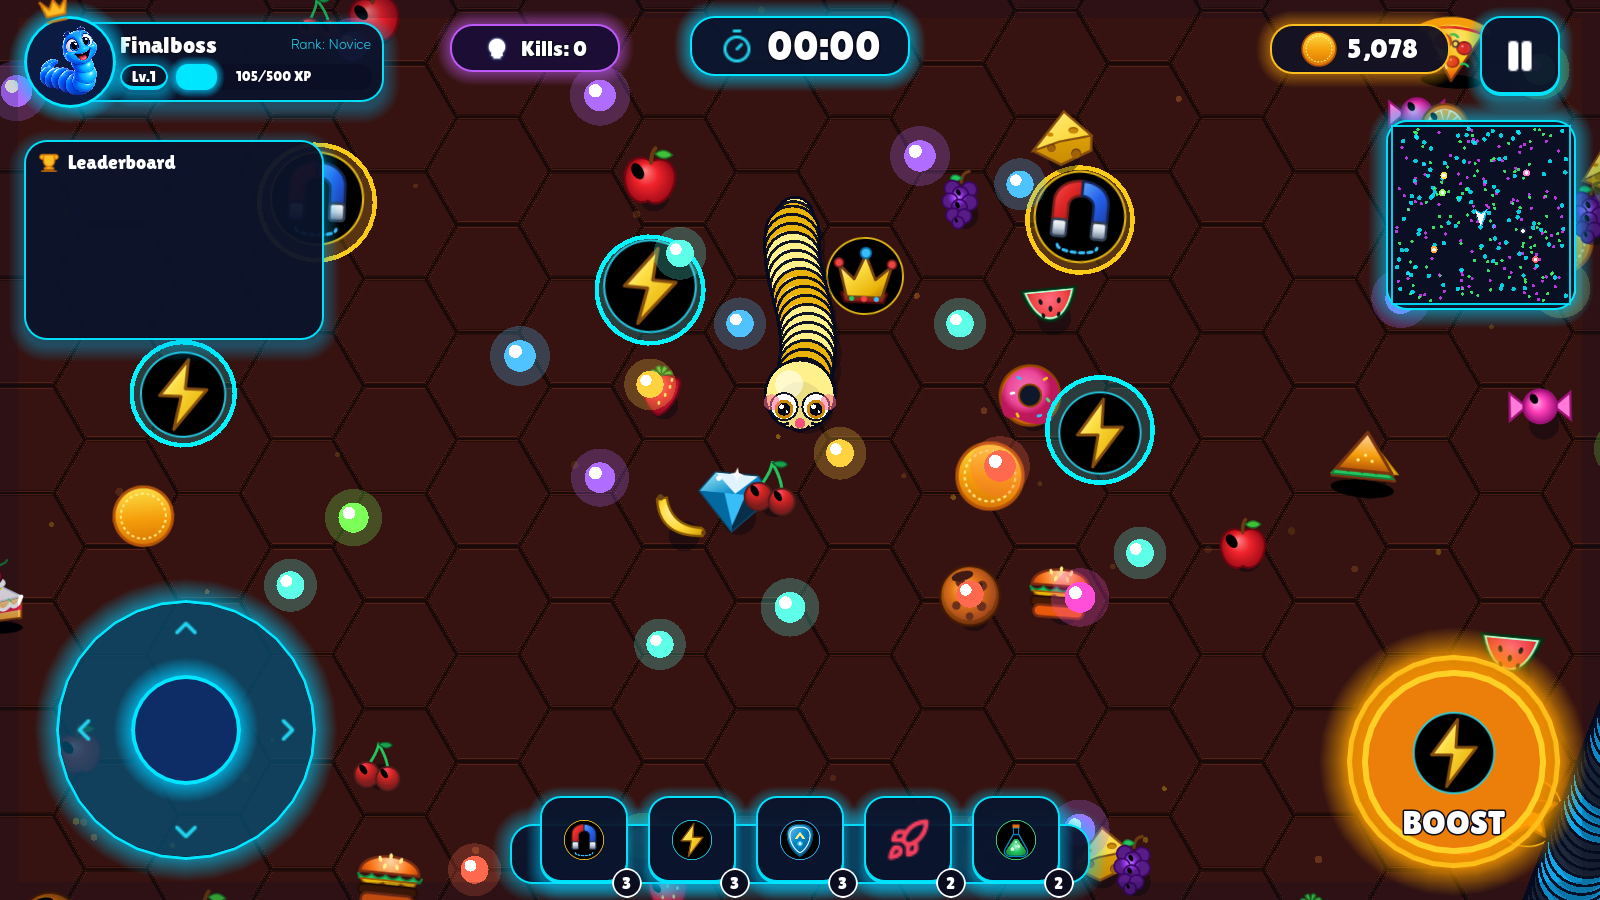 Finalboss
Rank: Novice
Lv.1
105/500 XP
Kills: 0
00:00
5,078
Leaderboard
BOOST
3
3
3
2
2